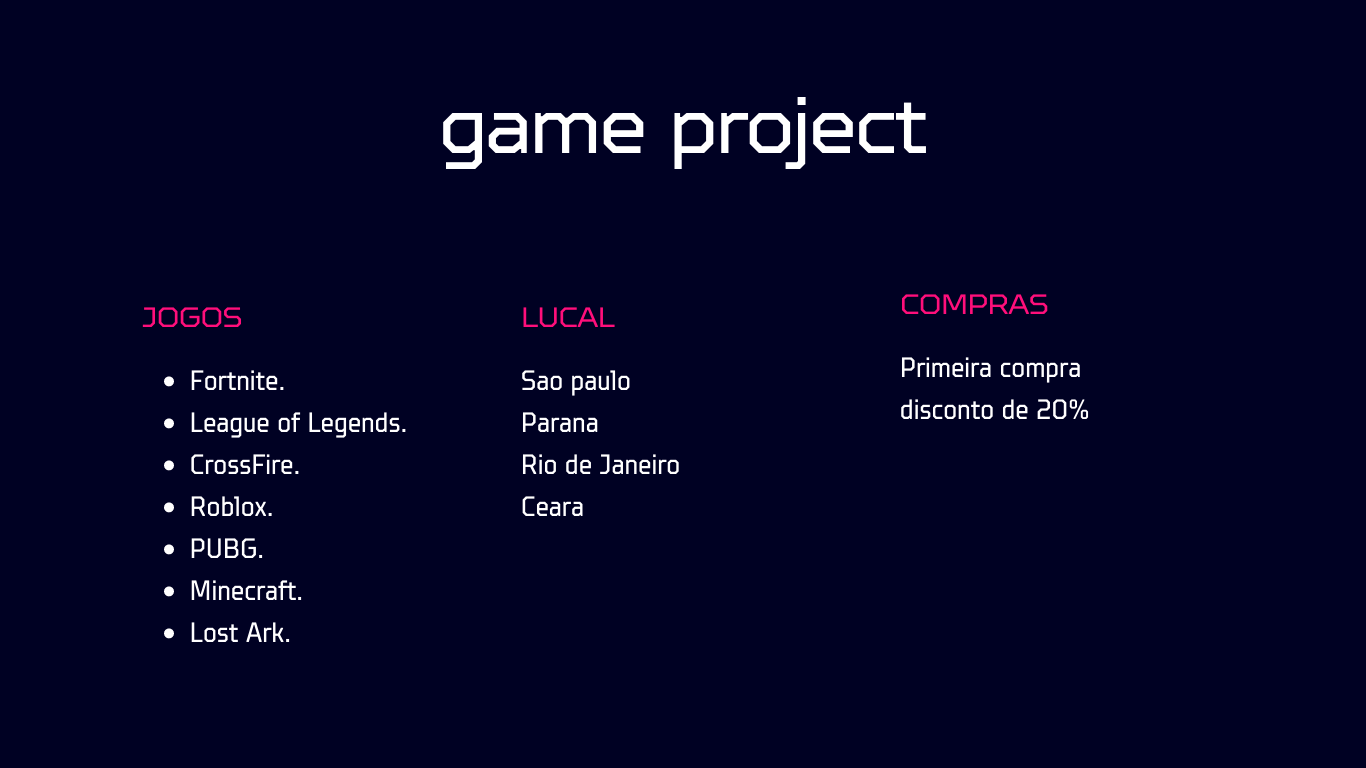 game project
JOGOS
Fortnite.
League of Legends.
CrossFire.
Roblox.
PUBG.
Minecraft.
Lost Ark.
LUCAL
Sao paulo
Parana
Rio de Janeiro
Ceara
COMPRAS
Primeira compra
disconto de 20%